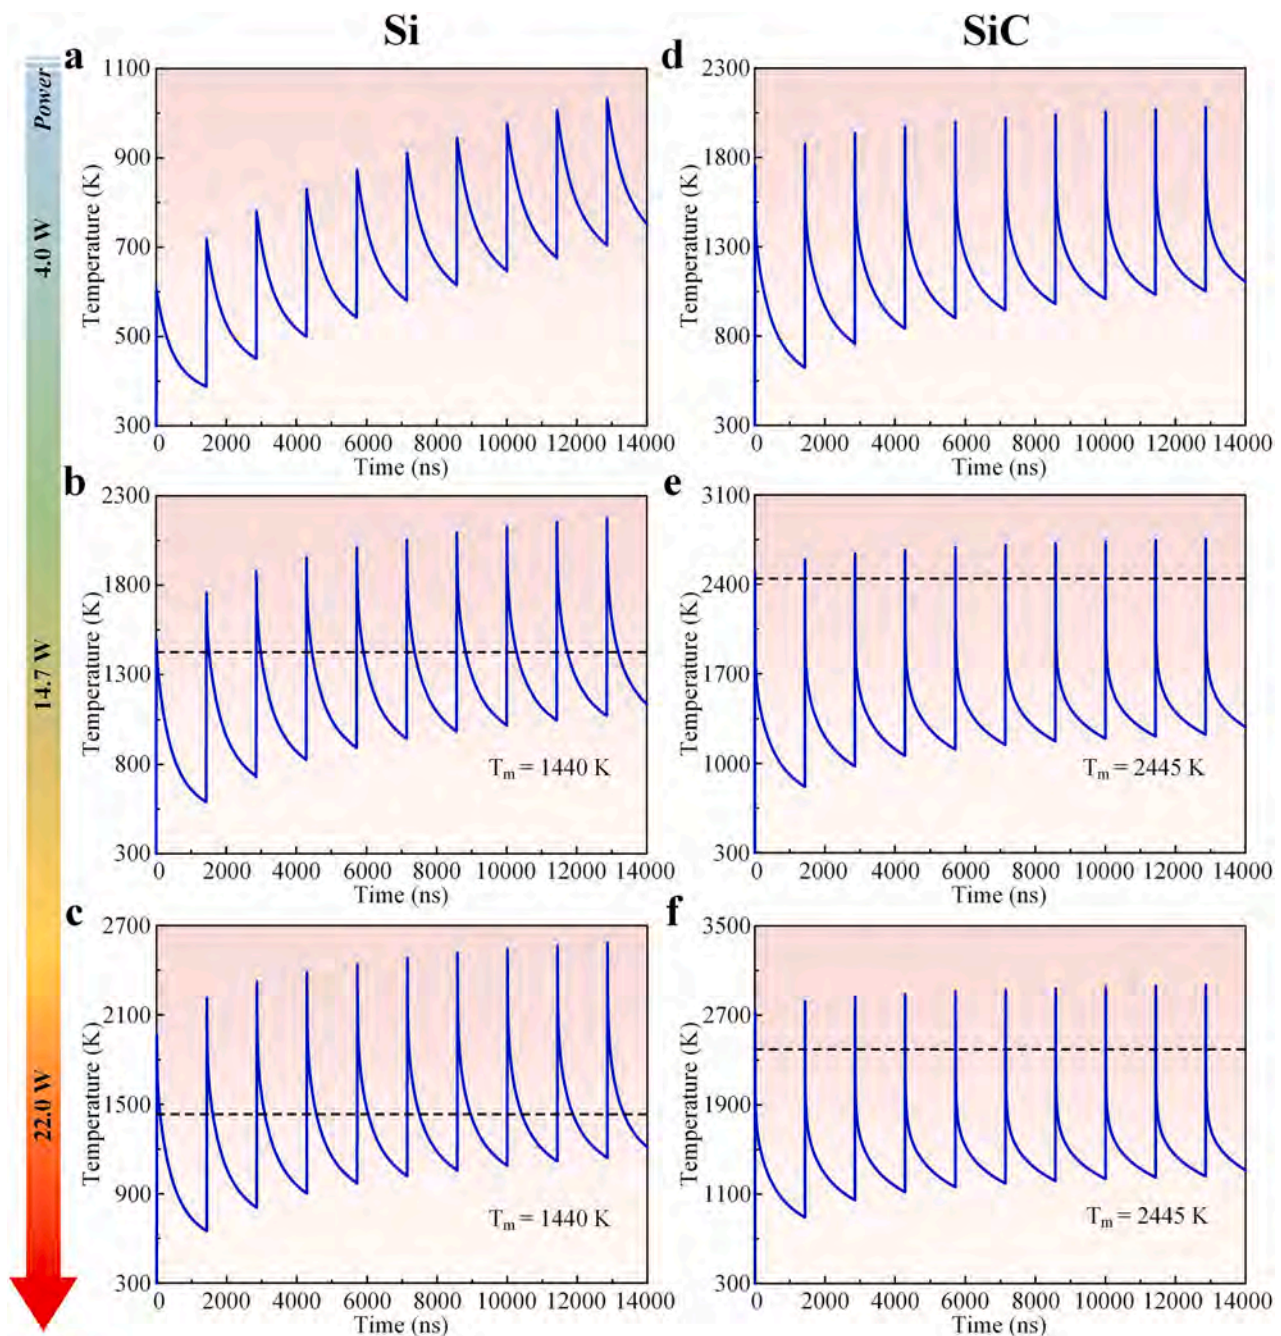 Si
SiC
Power
4.0 W
14.7 W
22.0 W
a
Temperature (K)
1100
900
700
500
300
0 2000 4000 6000 8000 10000 12000 14000
Time (ns)
d
Temperature (K)
2300
1800
1300
800
300
0 2000 4000 6000 8000 10000 12000 14000
Time (ns)
b
Temperature (K)
2300
1800
1300
800
300
Tm = 1440 K
0 2000 4000 6000 8000 10000 12000 14000
Time (ns)
e
Temperature (K)
3100
2400
1700
1000
300
Tm = 2445 K
0 2000 4000 6000 8000 10000 12000 14000
Time (ns)
c
Temperature (K)
2700
2100
1500
900
300
Tm = 1440 K
0 2000 4000 6000 8000 10000 12000 14000
Time (ns)
f
Temperature (K)
3500
2700
1900
1100
300
Tm = 2445 K
0 2000 4000 6000 8000 10000 12000 14000
Time (ns)